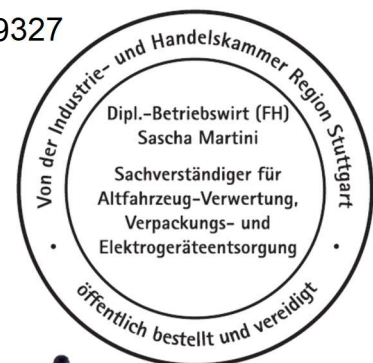 9327
Von der Industrie- und Handelskammer Region Stuttgart
Dipl.-Betriebswirt (FH)
Sascha Martini
Sachverständiger für
Altfahrzeug-Verwertung,
Verpackungs- und
Elektrogeräteentsorgung
öffentlich bestellt und vereidigt